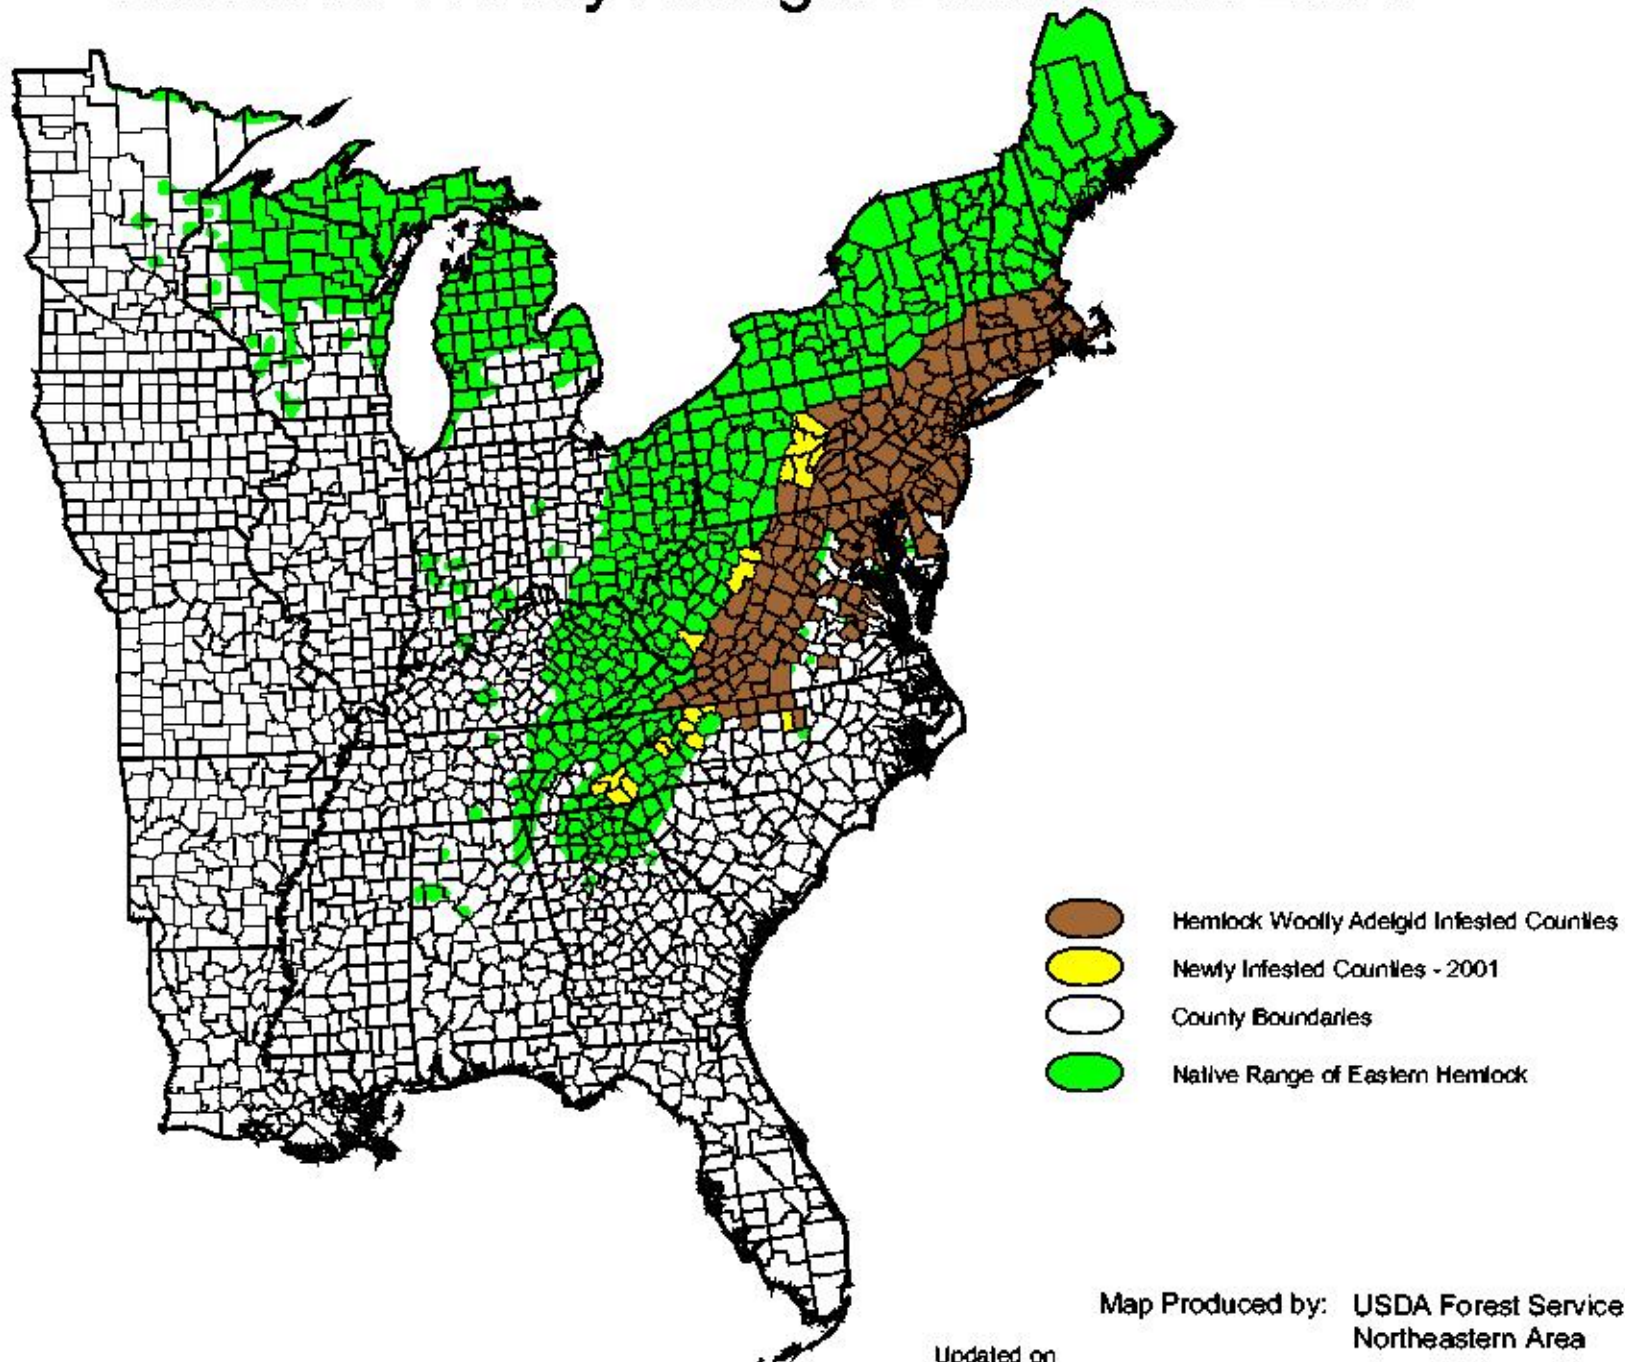 Hemlock Woolly Adelgid Infested Counties
Newly Infested Counties - 2001
County Boundaries
Native Range of Eastern Hemlock
Map Produced by: USDA Forest Service
Northeastern Area
Updated on